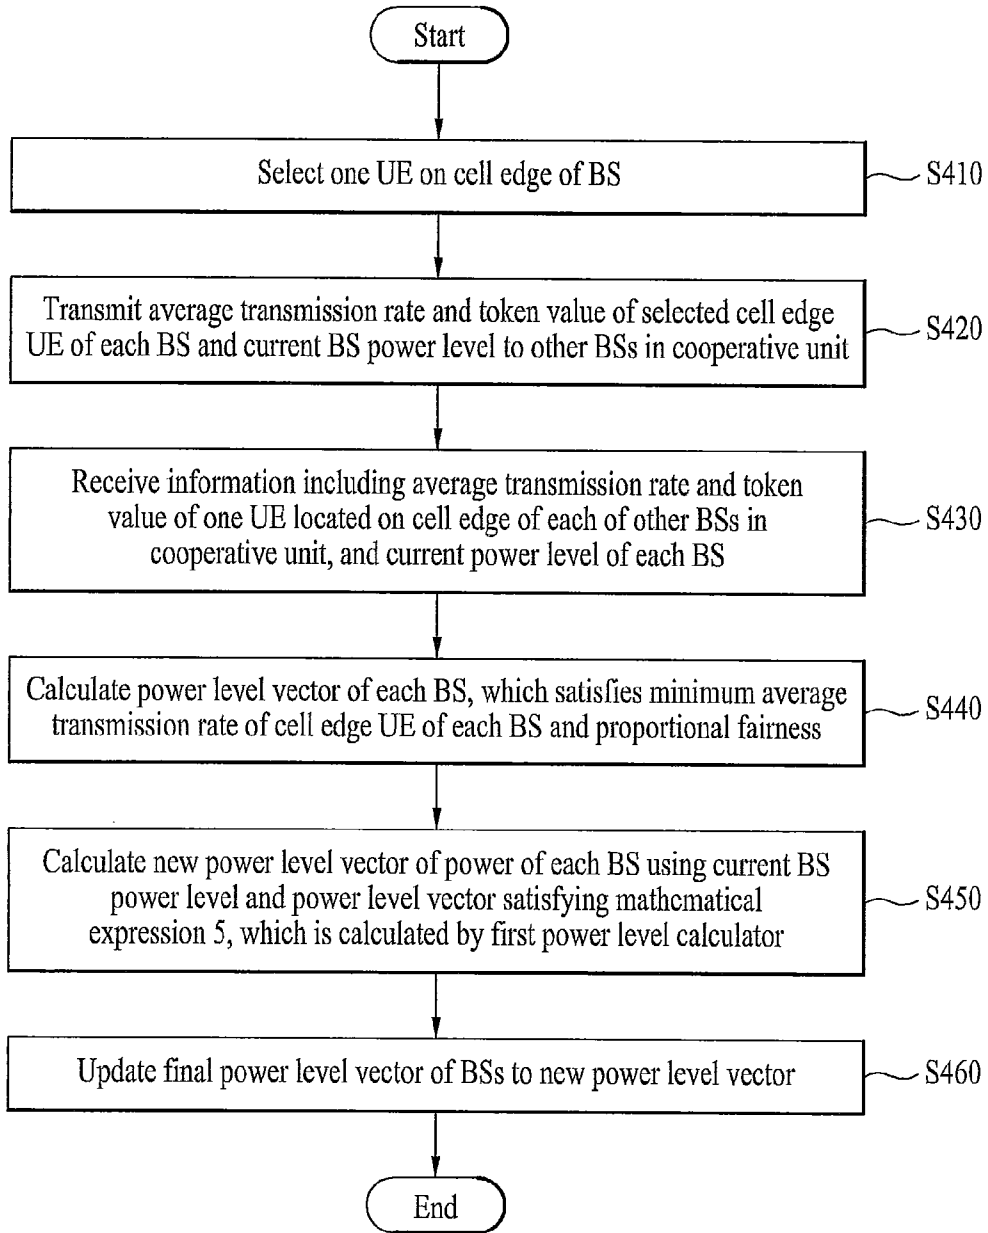 Start
Select one UE on cell edge of BS
S410
Transmit average transmission rate and token value of selected cell edge
UE of each BS and current BS power level to other BSs in cooperative unit
S420
Receive information including average transmission rate and token
value of one UE located on cell edge of each of other BSs in
cooperative unit, and current power level of each BS
S430
Calculate power level vector of each BS, which satisfies minimum average
transmission rate of cell edge UE of each BS and proportional fairness
S440
Calculate new power level vector of power of each BS using current BS
power level and power level vector satisfying mathematical
expression 5, which is calculated by first power level calculator
S450
Update final power level vector of BSs to new power level vector
S460
End